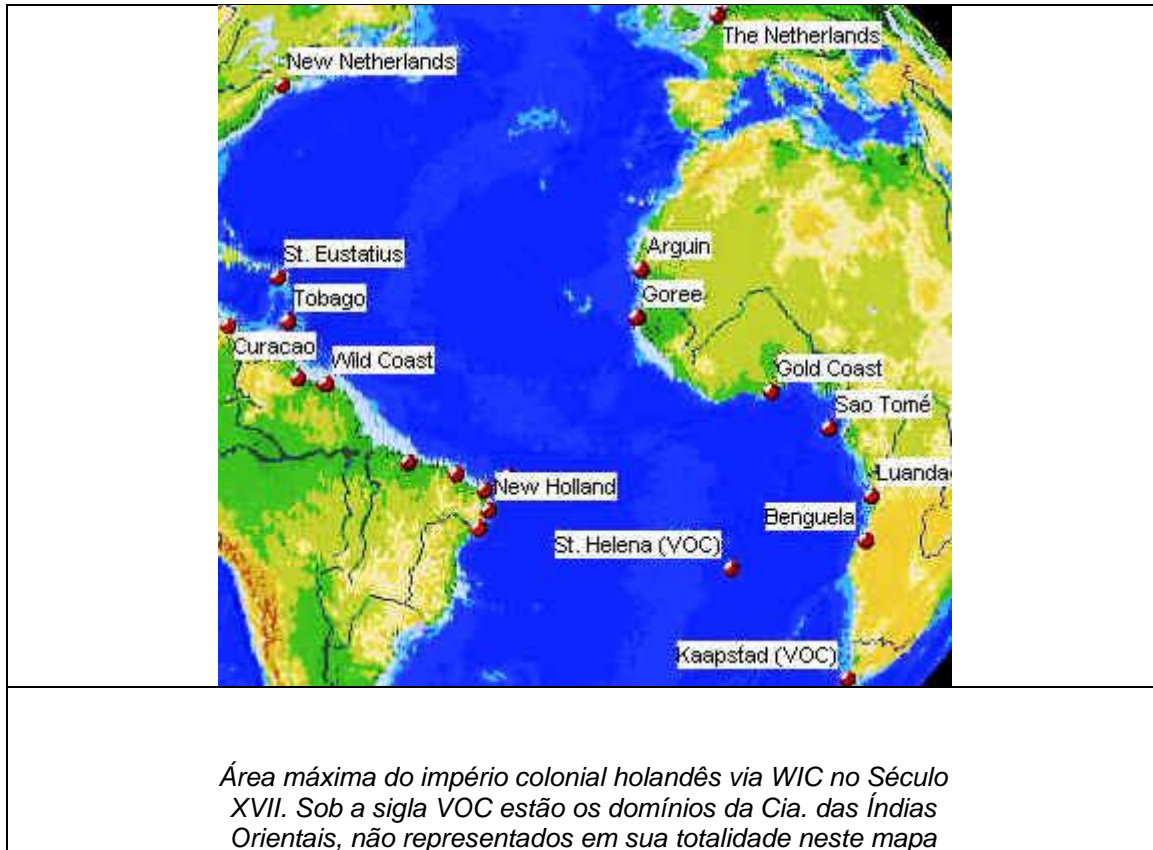 The Netherlands
New Netherlands
St. Eustatius
Arguin
Tobago
Goree
Curacao
Wild Coast
Gold Coast
Sao Tomé
Luanda
New Holland
Benguela
St. Helena (VOC)
Kaapstad (VOC)
Área máxima do império colonial holandês via WIC no Século
XVII. Sob a sigla VOC estão os domínios da Cia. das Índias
Orientais, não representados em sua totalidade neste mapa